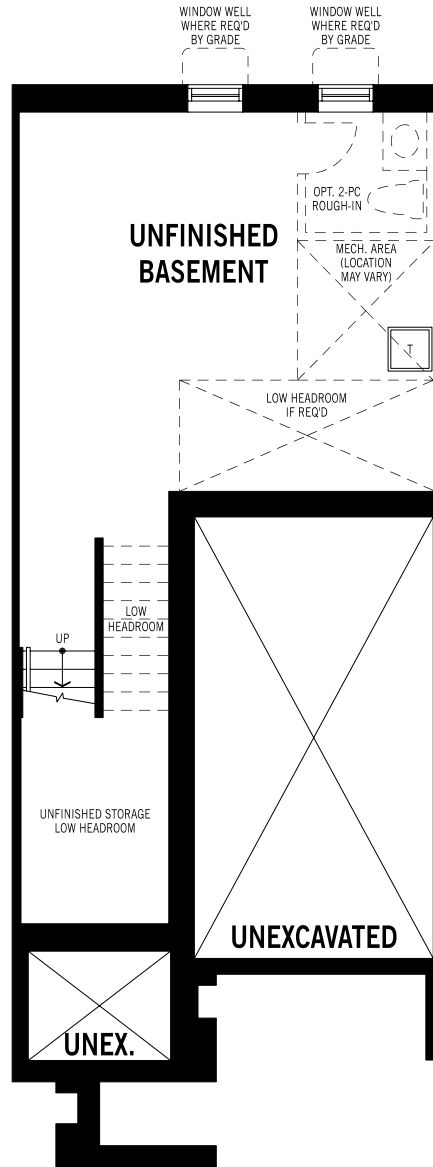 WINDOW WELL
WHERE REQ'D
BY GRADE
WINDOW WELL
WHERE REQ'D
BY GRADE
OPT. 2-PC
ROUGH-IN
UNFINISHED
BASEMENT
MECH. AREA
(LOCATION
MAY VARY)
T
LOW HEADROOM
IF REQ'D
LOW
HEADROOM
UP
UNFINISHED STORAGE
LOW HEADROOM
UNEXCAVATED
UNEX.